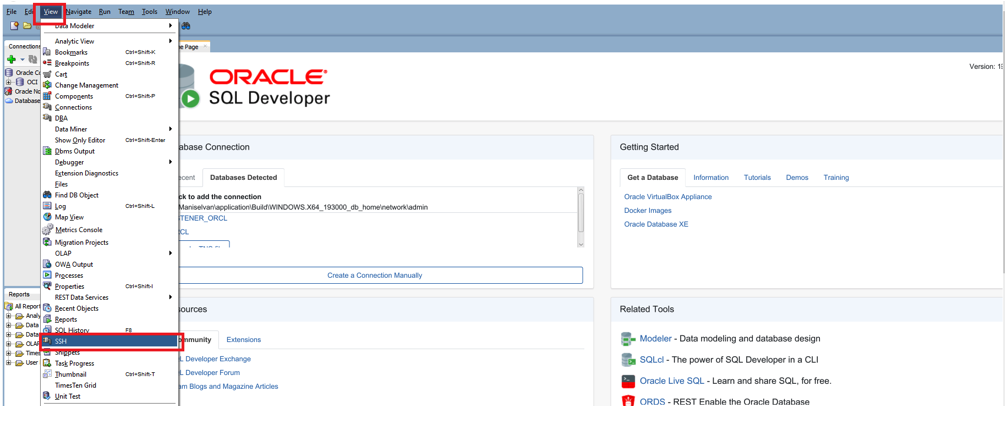 File Edit View Navigate Run Team Tools Window Help
Data Modeler
Connections
Page
Analytic View
Bookmarks Ctrl+Shift-K
Breakpoints Ctrl+Shift-R
Cart
Change Management
Components Ctrl+Shift-P
Connections
DBA
Data Miner
Show Only Editor Ctrl+Shift-Enter
Dbms Output
Debugger
Extension Diagnostics
Files
Find DB Object
Log Ctrl+Shift-L
Map View
Metrics Console
Migration Projects
OLAP
OWA Output
Processes
Properties Ctrl+Shift-I
REST Data Services
Recent Objects
Reports
SQL History F8
SSH
Snippets
Task Progress
Thumbnail Ctrl+Shift-T
TimesTen Grid
Unit Test
Oracle
OCI
Oracle
Database
Reports
All Report
Data
Data
OLAP
User
Version: 19
ORACLE
SQL Developer
abase Connection
ecent Databases Detected
ck to add the connection
Maniselvan\application\Build\WINDOWS.X64_193000_db_home\network\admin
TENER_ORCL
RCL
Create a Connection Manually
sources
mmunity Extensions
L Developer Exchange
L Developer Forum
am Blogs and Magazine Articles
Getting Started
Get a Database Information Tutorials Demos Training
Oracle VirtualBox Appliance
Docker Images
Oracle Database XE
Related Tools
Modeler - Data modeling and database design
SQLcl - The power of SQL Developer in a CLI
Oracle Live SQL - Learn and share SQL, for free.
ORDS - REST Enable the Oracle Database